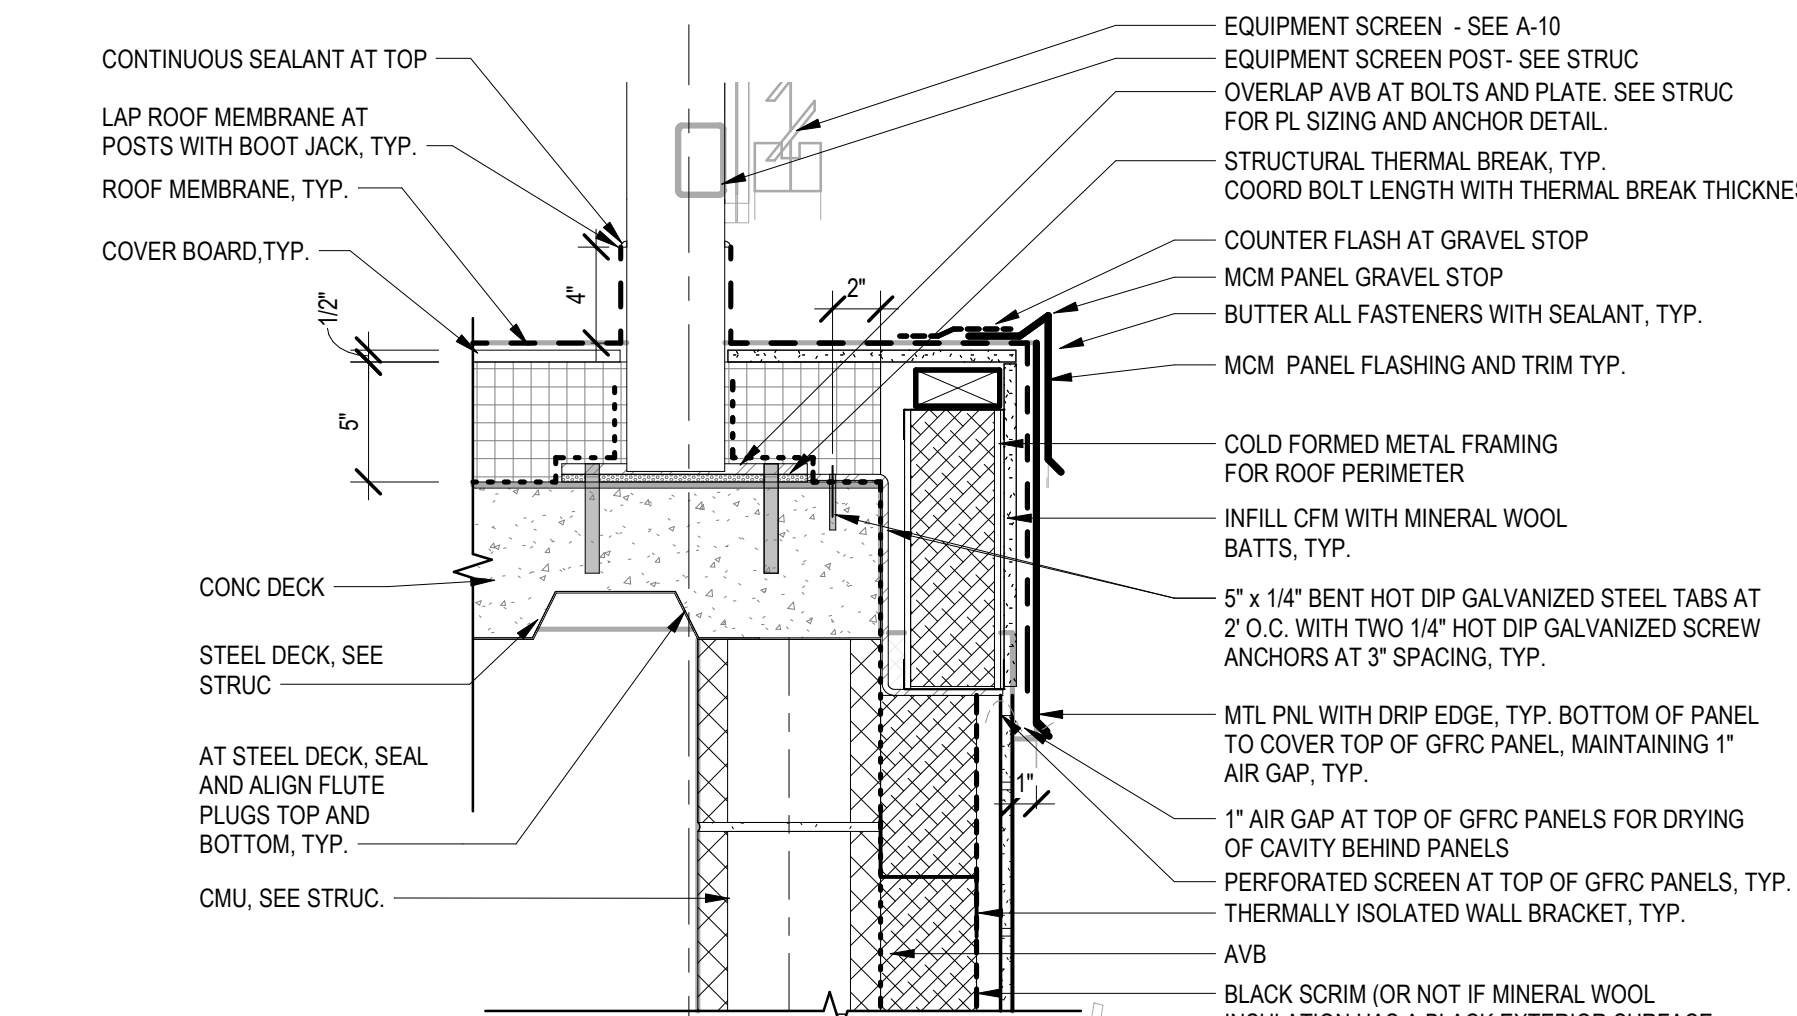 CONTINUOUS SEALANT AT TOP
LAP ROOF MEMBRANE AT
POSTS WITH BOOT JACK, TYP.
ROOF MEMBRANE, TYP.
COVER BOARD,TYP.
1/2"
5"
4"
2"
CONC DECK
STEEL DECK, SEE
STRUC
AT STEEL DECK, SEAL
AND ALIGN FLUTE
PLUGS TOP AND
BOTTOM, TYP.
CMU, SEE STRUC.
EQUIPMENT SCREEN - SEE A-10
EQUIPMENT SCREEN POST- SEE STRUC
OVERLAP AVB AT BOLTS AND PLATE. SEE STRUC
FOR PL SIZING AND ANCHOR DETAIL.
STRUCTURAL THERMAL BREAK, TYP.
COORD BOLT LENGTH WITH THERMAL BREAK
COUNTER FLASH AT GRAVEL STOP
MCM PANEL GRAVEL STOP
BUTTER ALL FASTENERS WITH SEALANT, TYP.
MCM PANEL FLASHING AND TRIM TYP.
COLD FORMED METAL FRAMING
FOR ROOF PERIMETER
INFILL CFM WITH MINERAL WOOL
BATTS, TYP.
5" x 1/4" BENT HOT DIP GALVANIZED STEEL TABS AT
2' O.C. WITH TWO 1/4" HOT DIP GALVANIZED SCREW
ANCHORS AT 3" SPACING, TYP.
MTL PNL WITH DRIP EDGE, TYP. BOTTOM OF PANEL
TO COVER TOP OF GFRC PANEL, MAINTAINING 1"
AIR GAP, TYP.
1"
1" AIR GAP AT TOP OF GFRC PANELS FOR DRYING
OF CAVITY BEHIND PANELS
PERFORATED SCREEN AT TOP OF GFRC PANELS, TYP.
THERMALLY ISOLATED WALL BRACKET, TYP.
AVB
BLACK SCRIM (OR NOT IF MINERAL WOOL
INSULATION HAS A BLACK EXTERIOR SURFACE